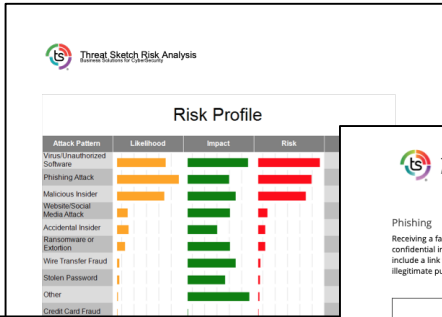 ts
Threat Sketch Risk Analysis
Business Solutions for CyberSecurity
Risk Profile
Attack Pattern Likelihood Impact Risk
Virus/Unauthorized
Software
Phishing Attack
Malicious Insider
Website/Social
Media Attack
Accidental Insider
Ransomware or
Extortion
Wire Transfer Fraud
Stolen Password
Other
Credit Card Fraud
ts
Phishing
Receiving a fa
confidential in
include a link
illegitimate pu